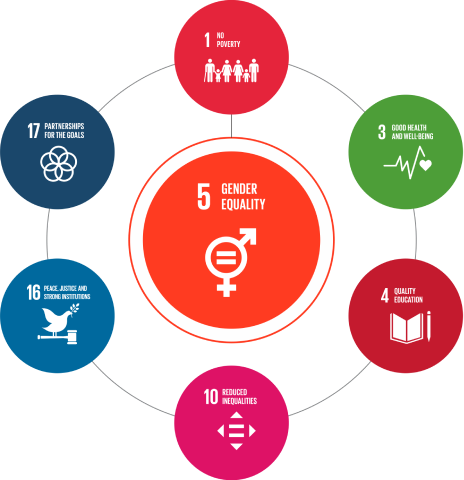 1 NO
POVERTY
3 GOOD HEALTH
AND WELL-BEING
4 QUALITY
EDUCATION
10 REDUCED
INEQUALITIES
16 PEACE, JUSTICE AND
STRONG INSTITUTIONS
17 PARTNERSHIPS
FOR THE GOALS
5 GENDER
EQUALITY